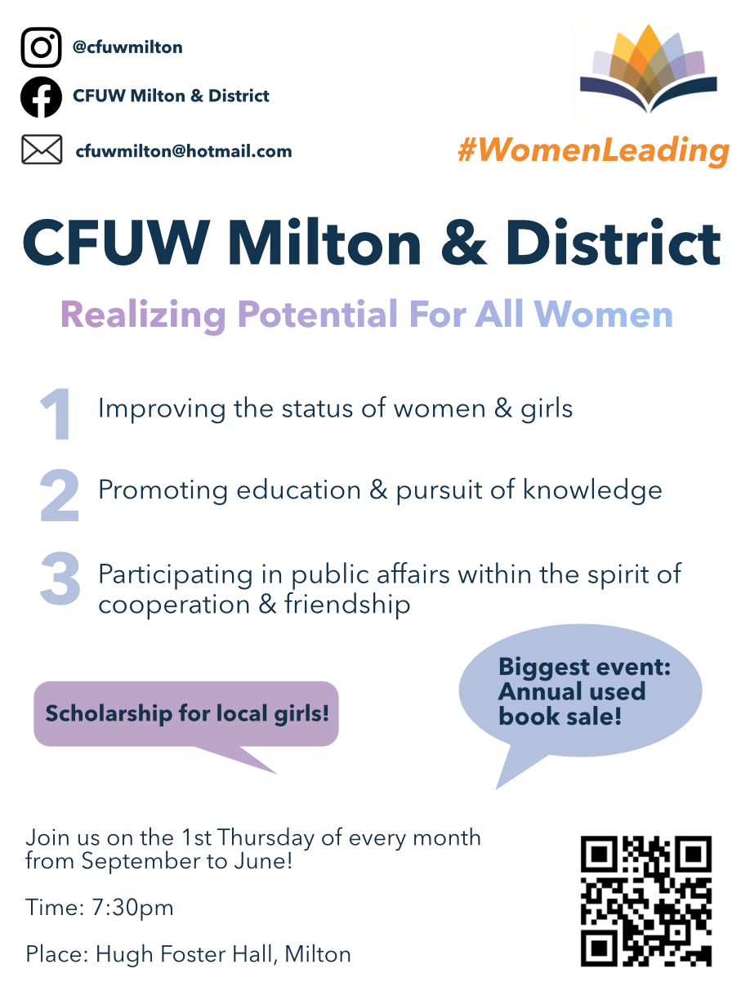 @cfuwmilton
CFUW Milton & District
cfuwmilton@hotmail.com
#WomenLeading
CFUW Milton & District
Realizing Potential For All Women
1 Improving the status of women & girls
2 Promoting education & pursuit of knowledge
3 Participating in public affairs within the spirit of
cooperation & friendship
Scholarship for local girls!
Biggest event:
Annual used
book sale!
Join us on the 1st Thursday of every month
from September to June!
Time: 7:30pm
Place: Hugh Foster Hall, Milton